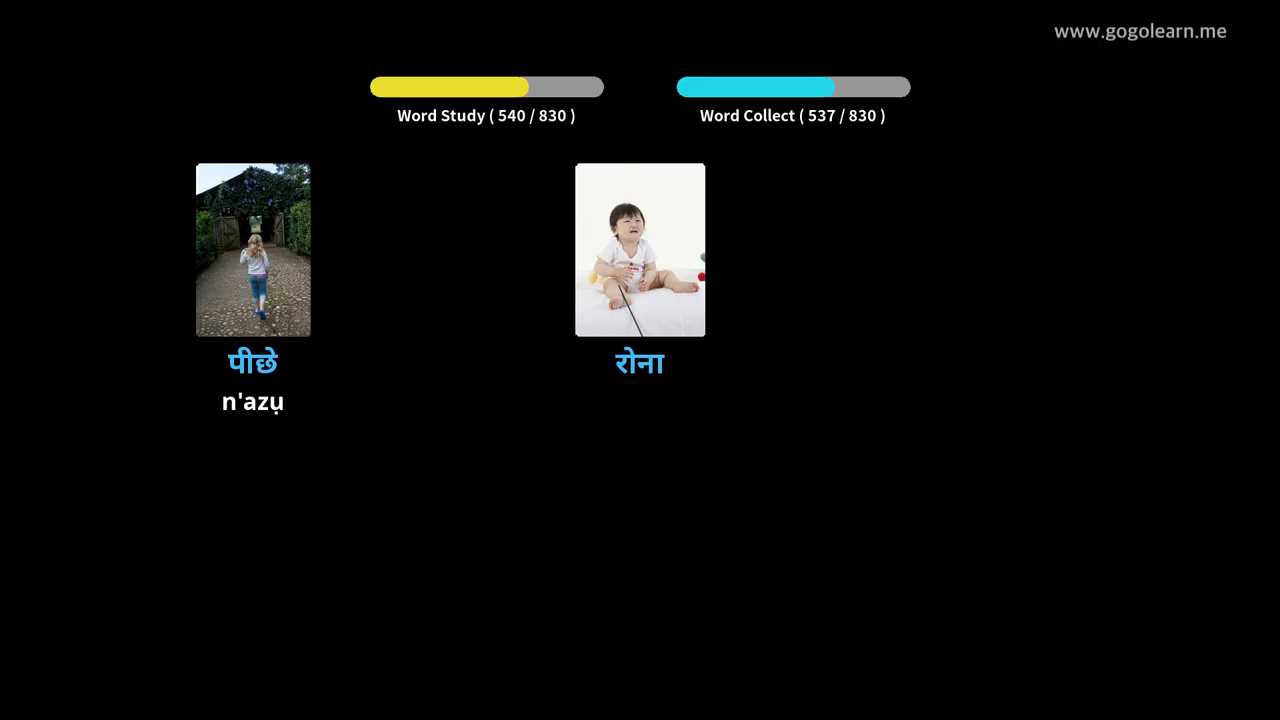 www.gogolearn.me
Word Study ( 540 / 830 )
Word Collect ( 537 / 830 )
पीछे
रोना
n'azụ